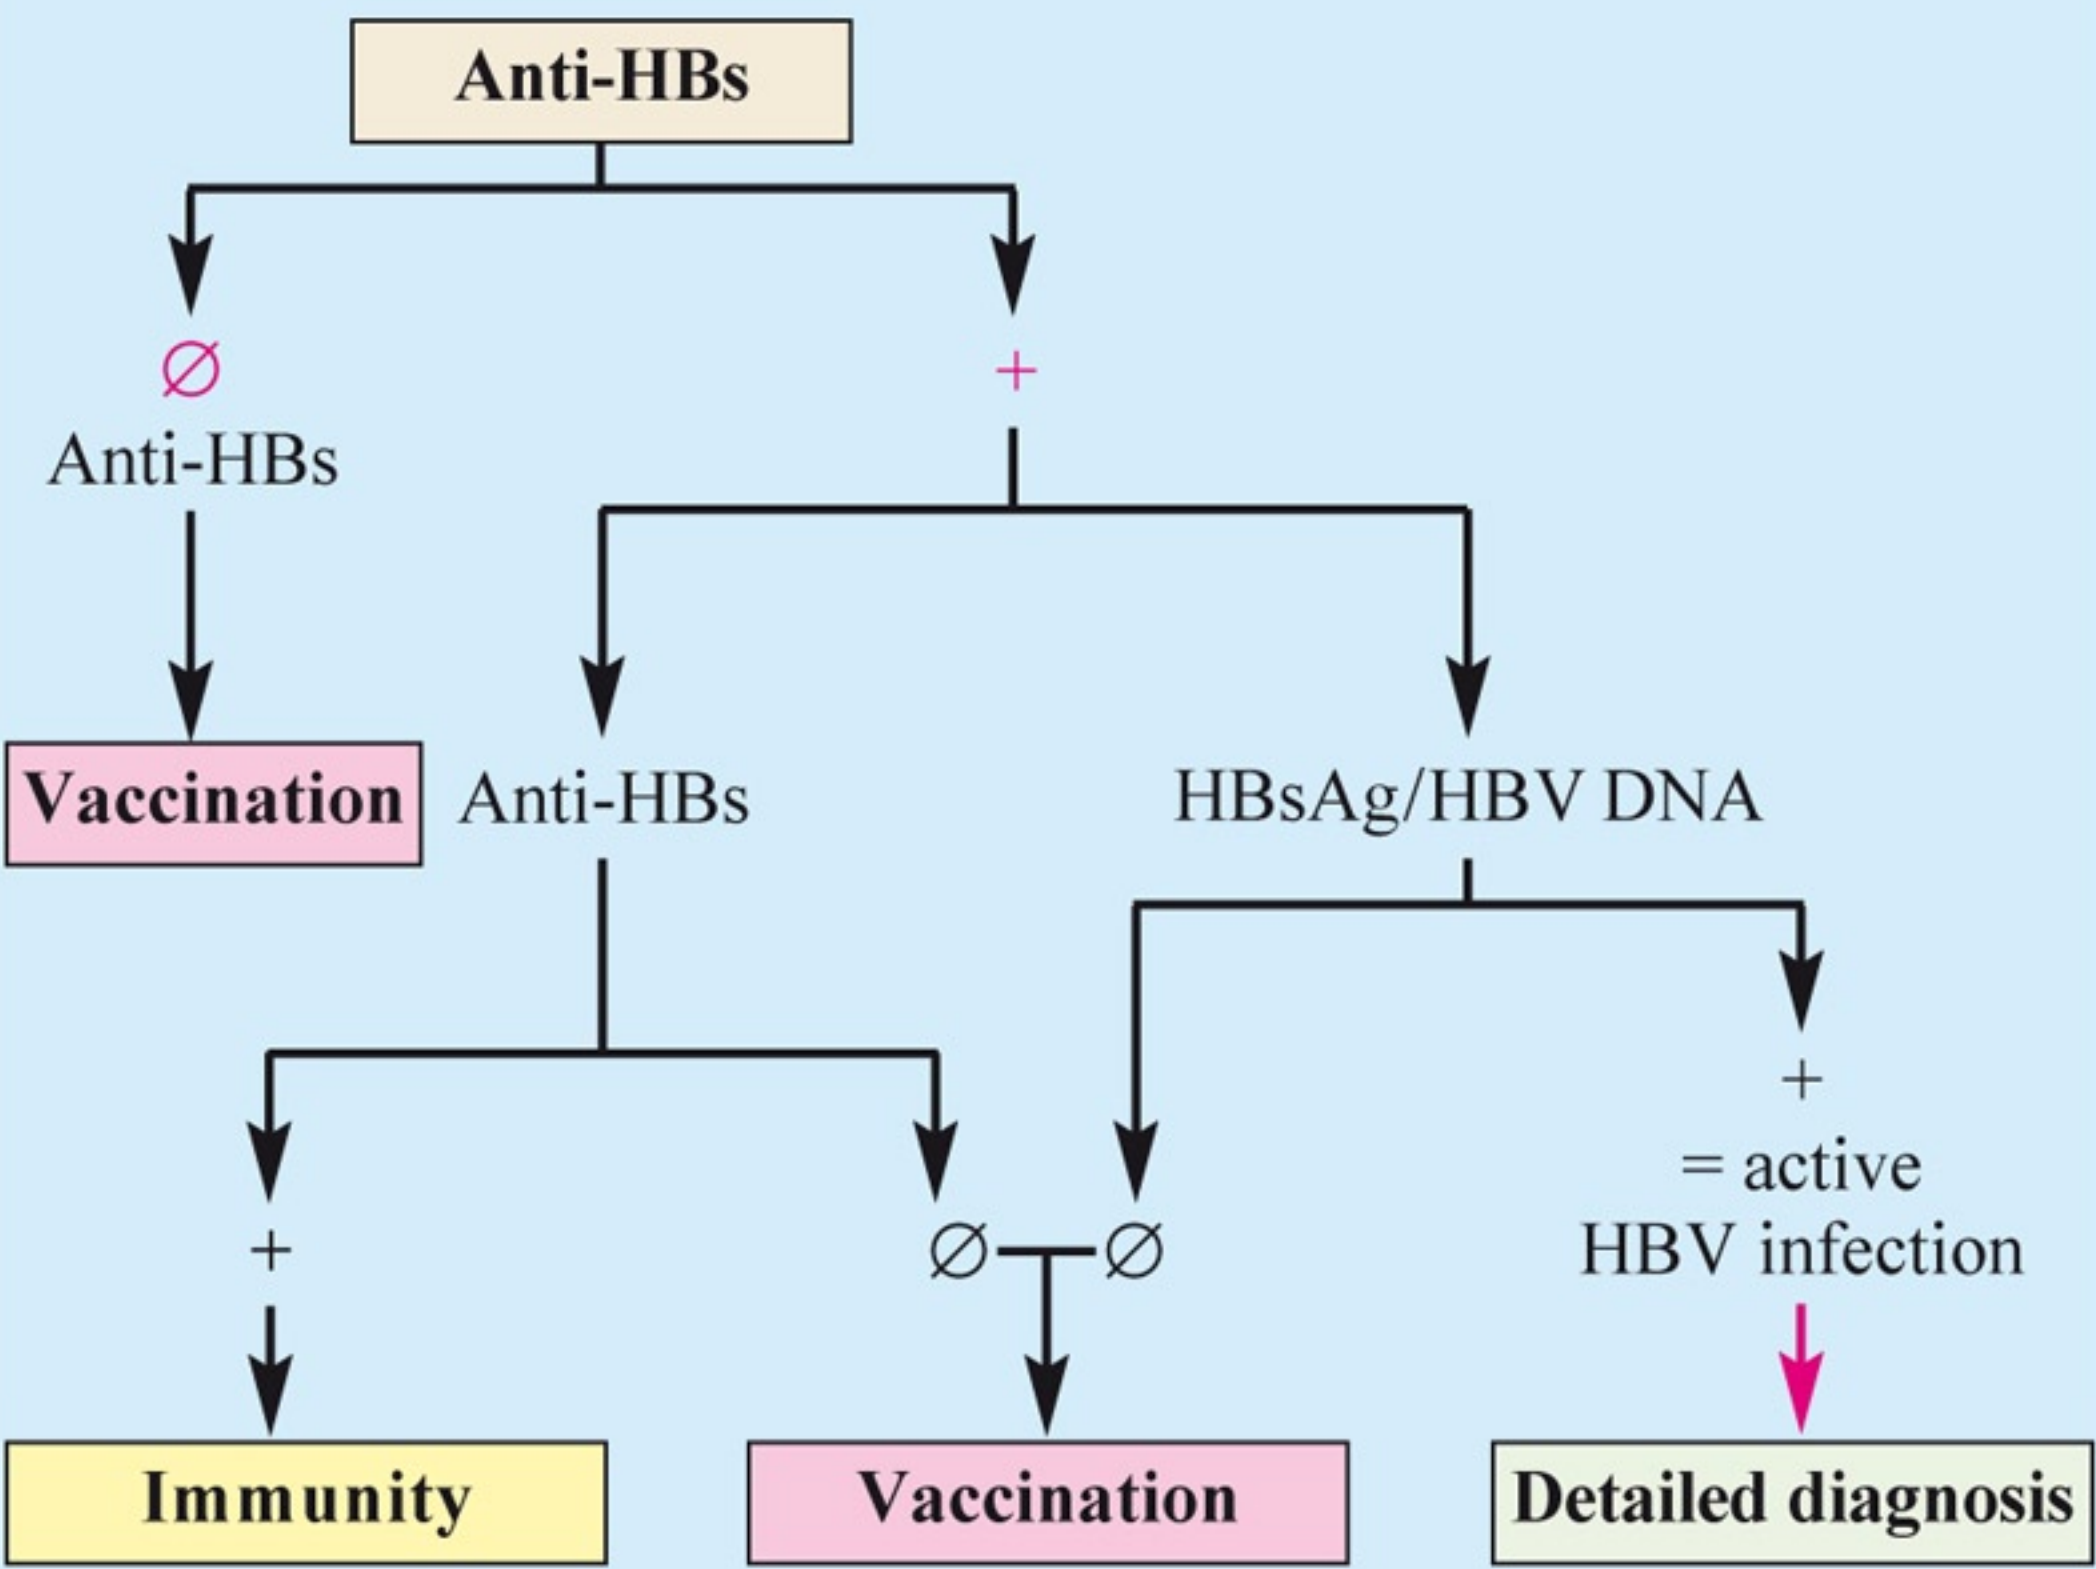 Anti-HBs
∅
+
Anti-HBs
Vaccination
Anti-HBs
HBsAg/HBV DNA
+
= active
HBV infection
+
∅
∅
Immunity
Vaccination
Detailed diagnosis